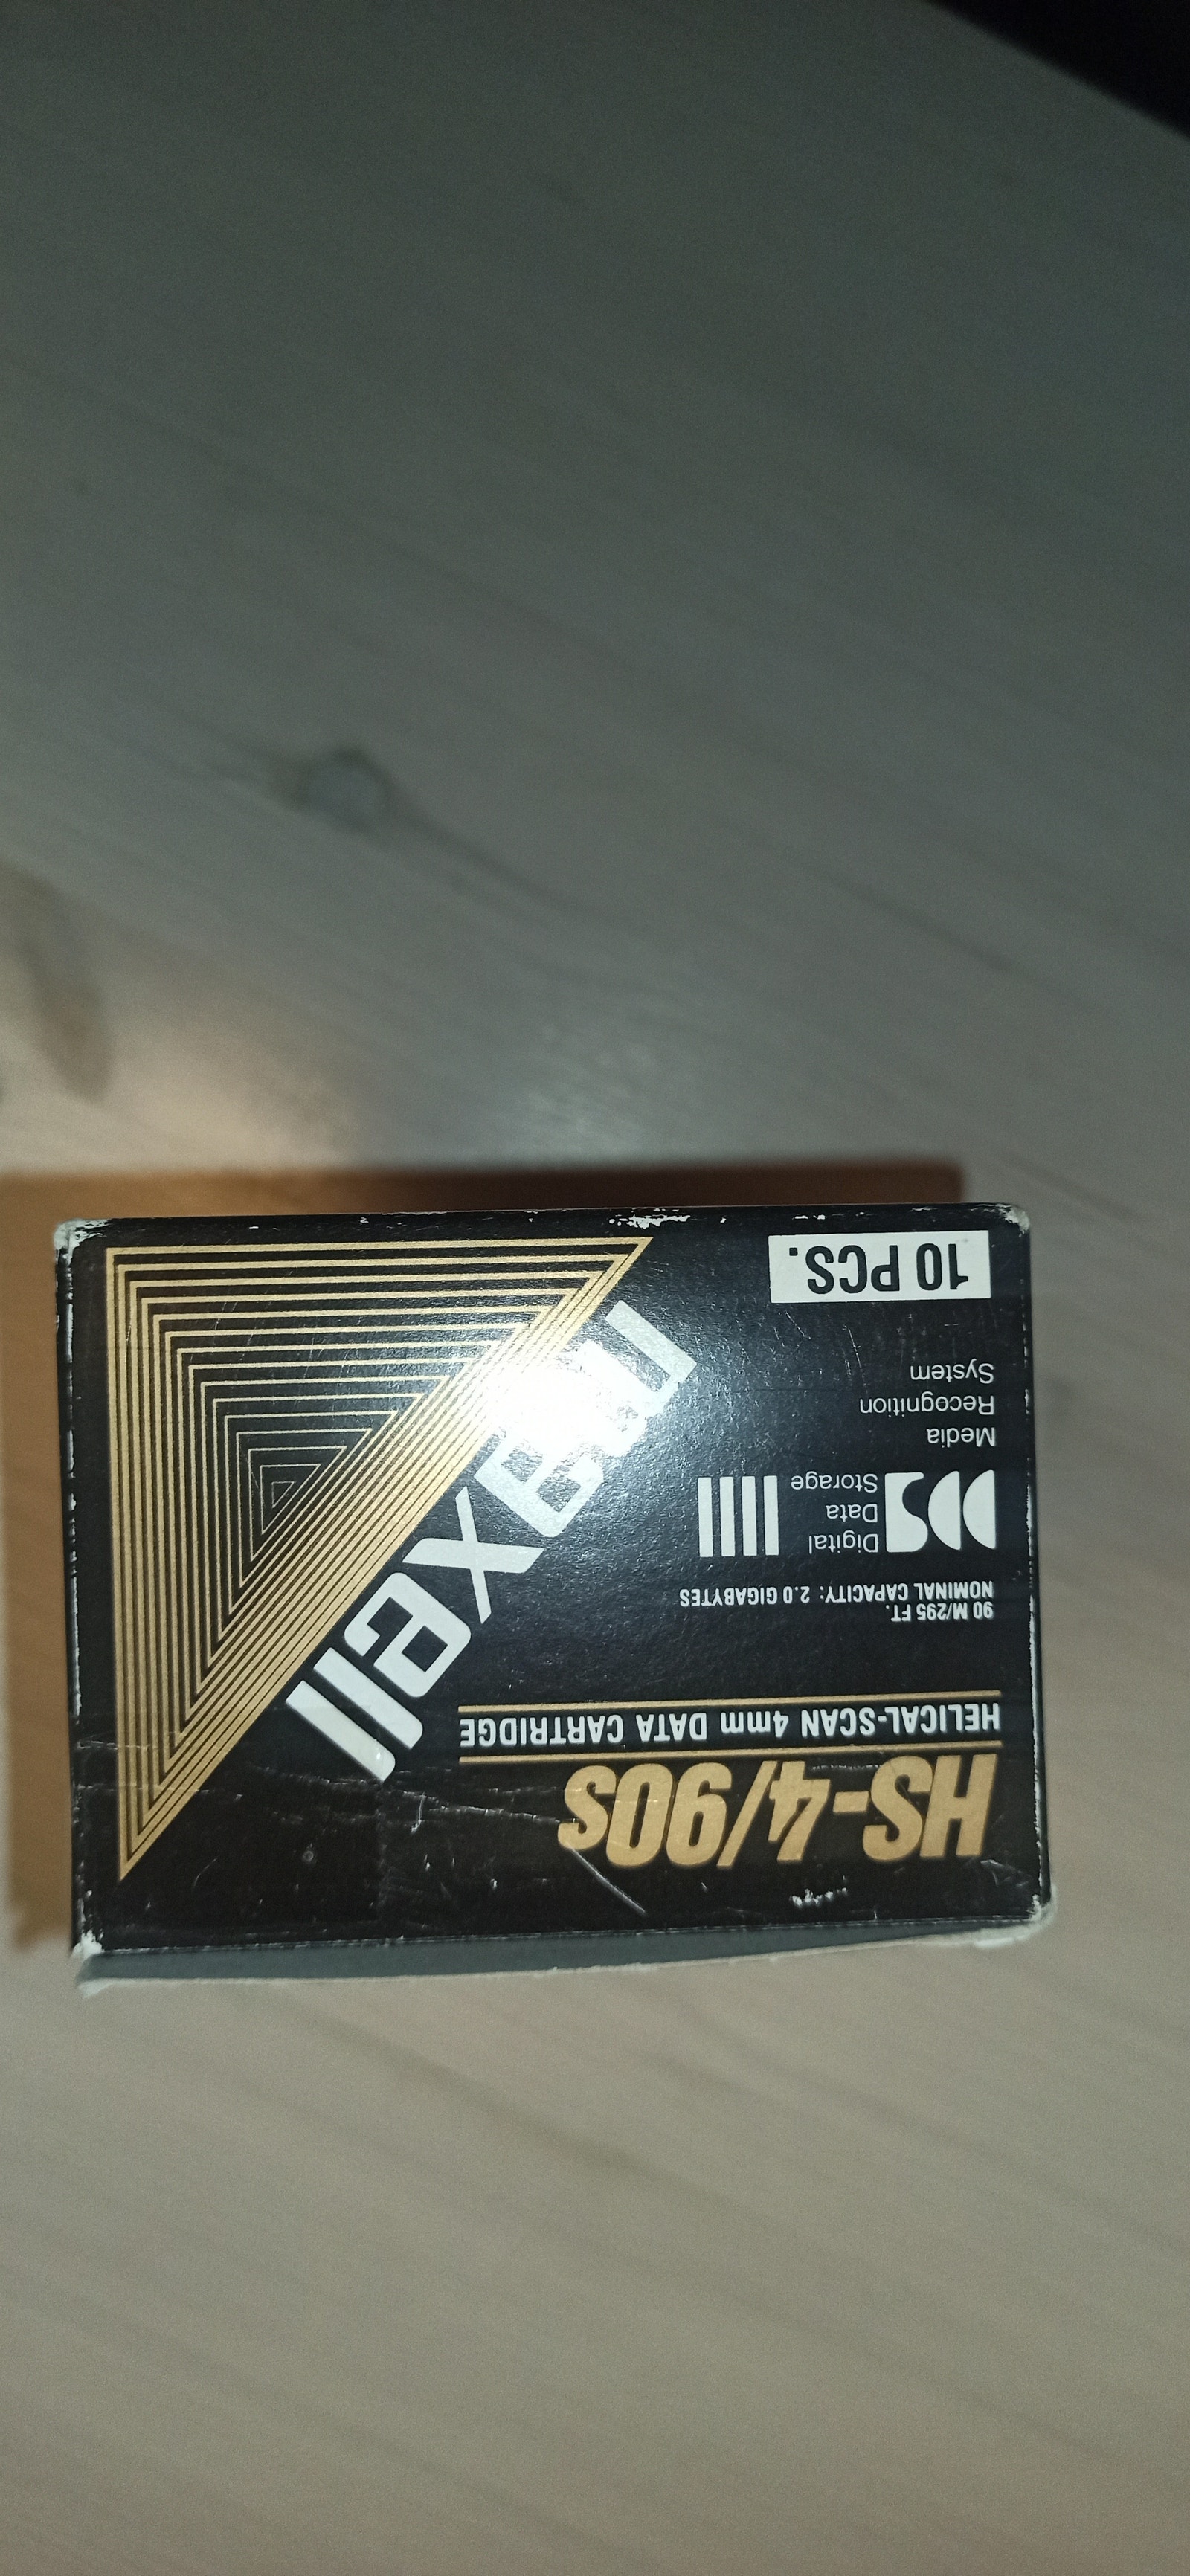 HS-4/90s
HELICAL-SCAN 4mm DATA CARTRIDGE
90 M/295 FT.
NOMINAL CAPACITY: 2.0 GIGABYTES
DDS
Digital
Data
Storage
Media
Recognition
System
10 PCS.
maxell